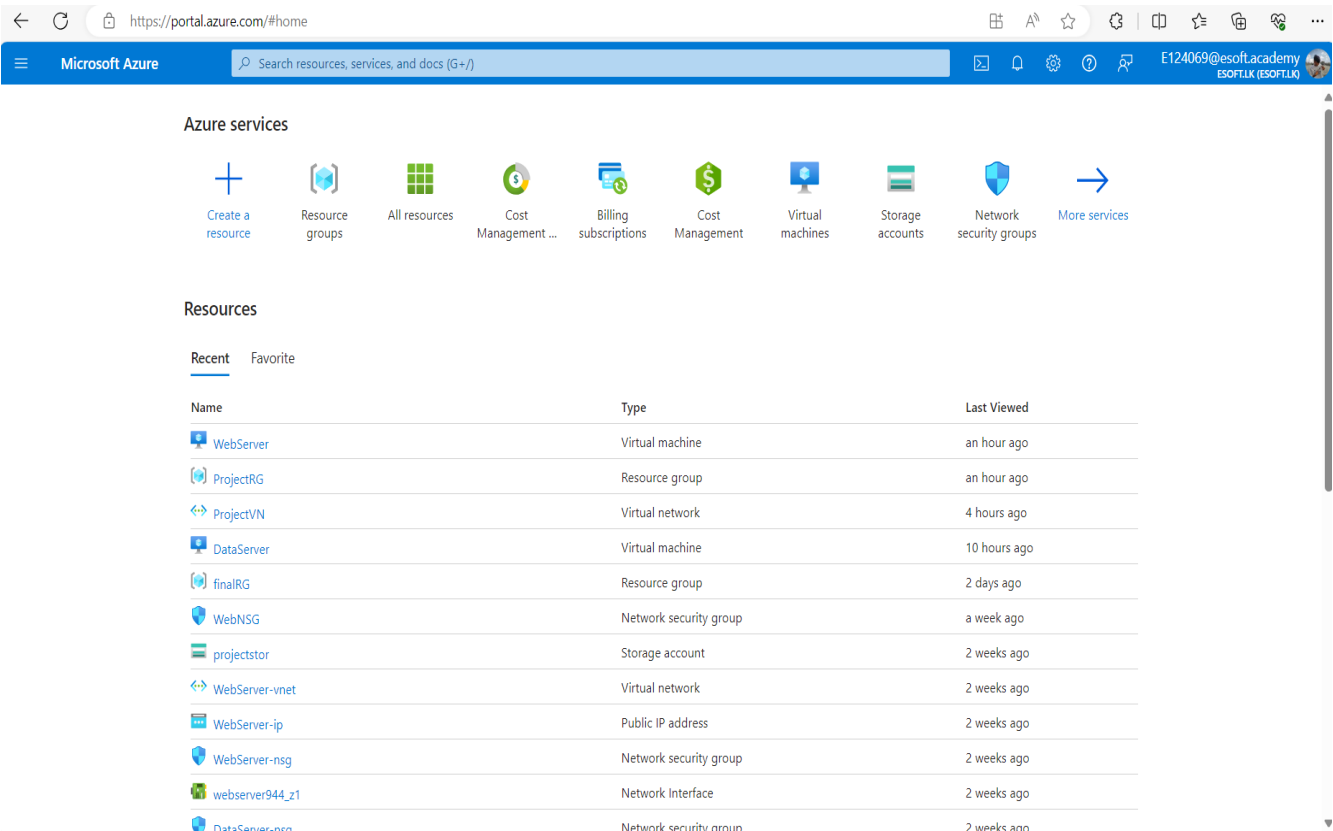 https://portal.azure.com/#home
Microsoft Azure
Search resources, services, and docs (G+/)
E124069@esoft.academy
ESOFT.LK (ESOFT.LK)
Azure services
Create a resource
Resource groups
All resources
Cost Management ...
Billing subscriptions
Cost Management
Virtual machines
Storage accounts
Network security groups
More services
Resources
Recent Favorite
Name Type Last Viewed
WebServer Virtual machine an hour ago
ProjectRG Resource group an hour ago
ProjectVN Virtual network 4 hours ago
DataServer Virtual machine 10 hours ago
finalRG Resource group 2 days ago
WebNSG Network security group a week ago
projectstor Storage account 2 weeks ago
WebServer-vnet Virtual network 2 weeks ago
WebServer-ip Public IP address 2 weeks ago
WebServer-nsg Network security group 2 weeks ago
webserver944_z1 Network Interface 2 weeks ago
DataServer-nsg Network security group 2 weeks ago